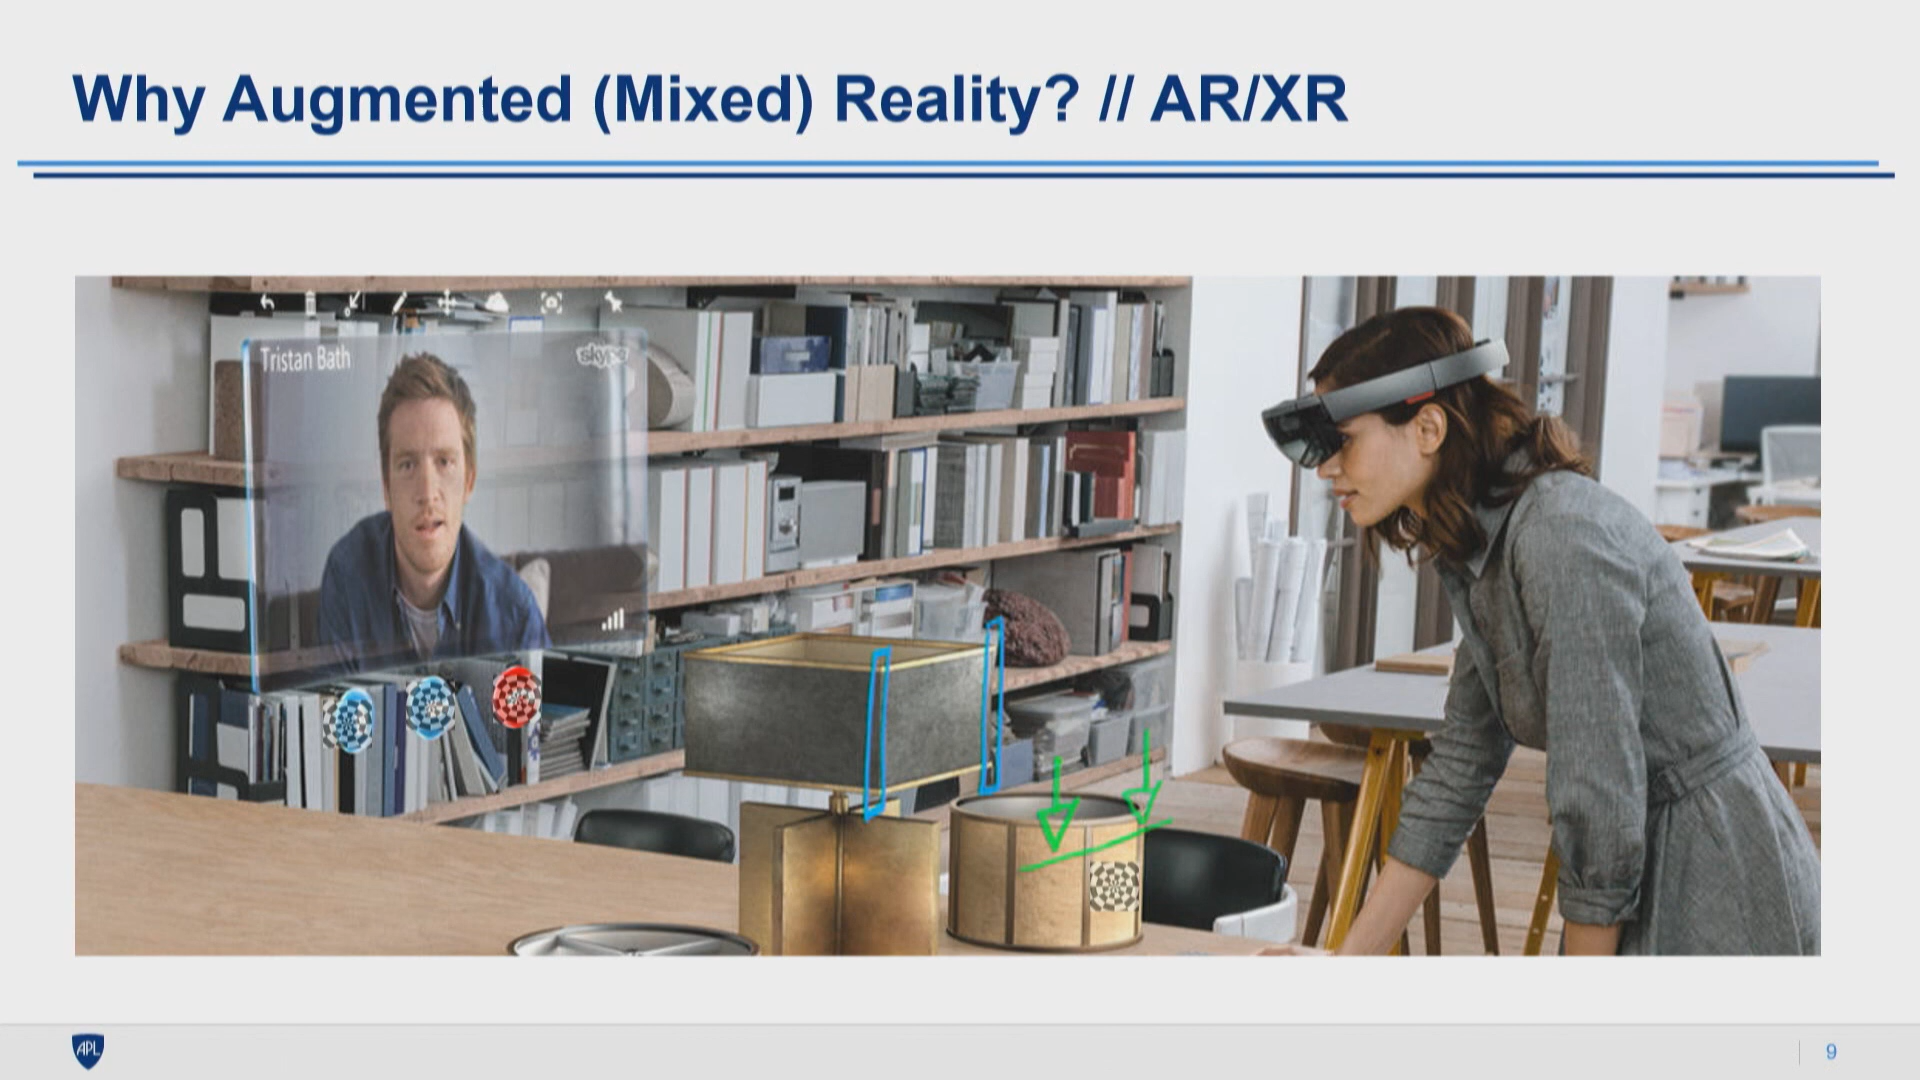 Why Augmented (Mixed) Reality? // AR/XR
Tristan Bath
skype
APL
9